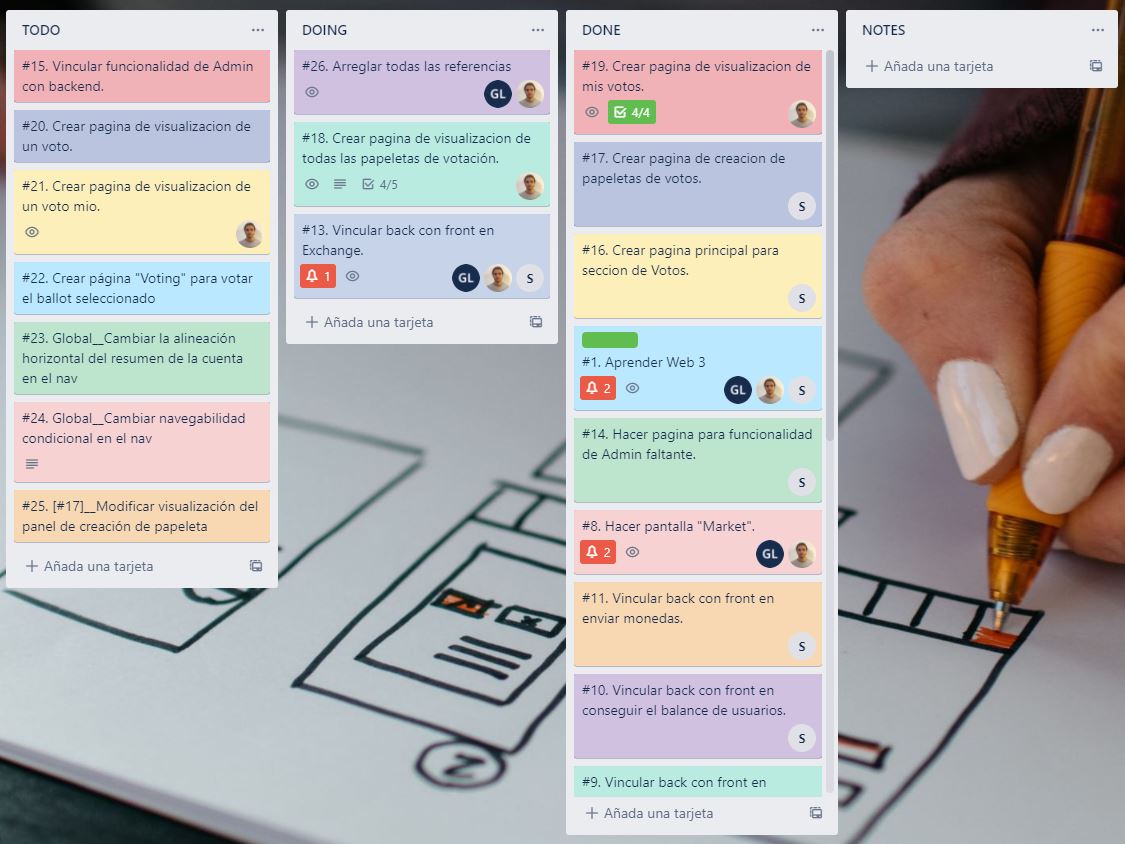 TODO
#15. Vincular funcionalidad de Admin
con backend.
#20. Crear pagina de visualizacion de
un voto.
#21. Crear pagina de visualizacion de
un voto mio.
#22. Crear página "Voting" para votar
el ballot seleccionado
#23. Global__Cambiar la alineación
horizontal del resumen de la cuenta
en el nav
#24. Global__Cambiar navegabilidad
condicional en el nav
#25. [#17]__Modificar visualización del
panel de creación de papeleta
Añada una tarjeta
DOING
#26. Arreglar todas las referencias
GL
#18. Crear pagina de visualizacion de
todas las papeletas de votación.
4/5
#13. Vincular back con front en
Exchange.
1 GL S
Añada una tarjeta
DONE
#19. Crear pagina de visualizacion de
mis votos.
4/4
#17. Crear pagina de creacion de
papeletas de votos.
S
#16. Crear pagina principal para
seccion de Votos.
S
#1. Aprender Web 3
2 GL S
#14. Hacer pagina para funcionalidad
de Admin faltante.
S
#8. Hacer pantalla "Market".
2 GL
#11. Vincular back con front en
enviar monedas.
S
#10. Vincular back con front en
conseguir el balance de usuarios.
S
#9. Vincular back con front en
Añada una tarjeta
NOTES
Añada una tarjeta